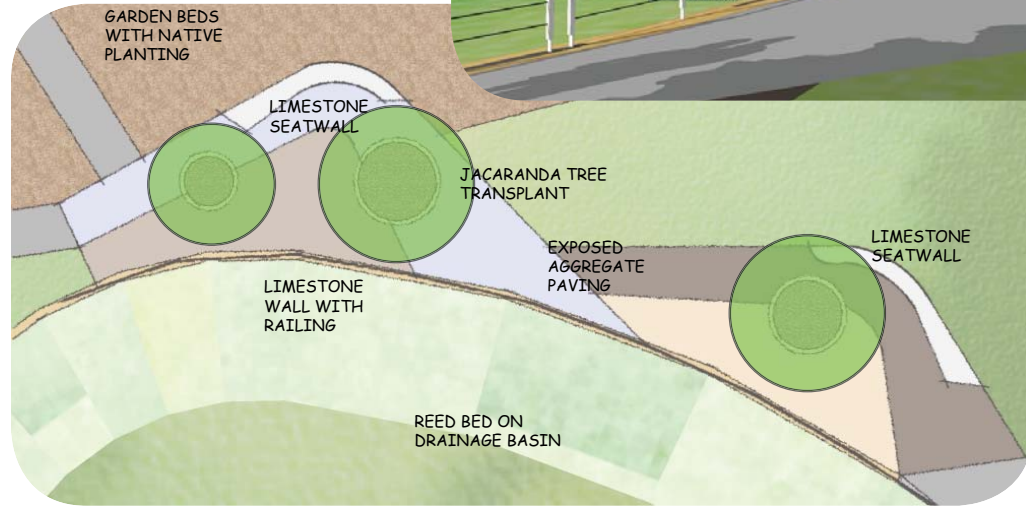 GARDEN BEDS
WITH NATIVE
PLANTING
LIMESTONE
SEATWALL
JACARANDA TREE
TRANSPLANT
EXPOSED
AGGREGATE
PAVING
LIMESTONE
SEATWALL
LIMESTONE
WALL WITH
RAILING
REED BED ON
DRAINAGE BASIN